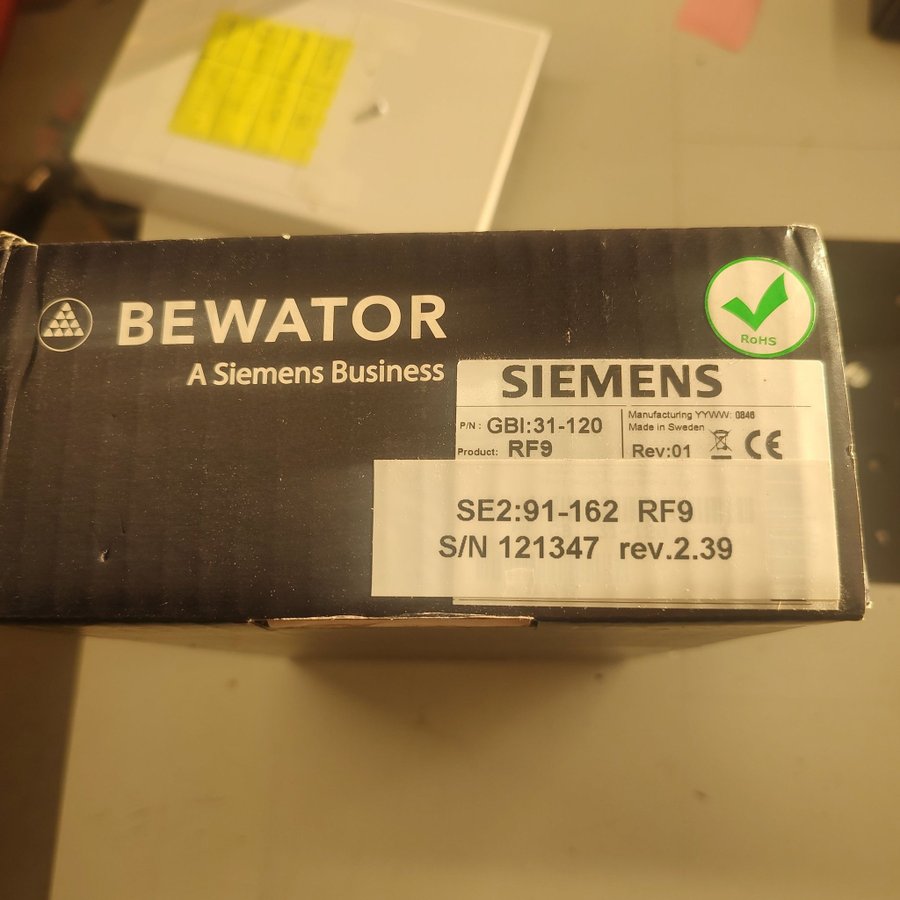 BEWATOR
A Siemens Business
RoHS
SIEMENS
P/N : GBI:31-120
Product: RF9
Manufacturing YYWW: 0846
Made in Sweden
Rev:01 CE
SE2:91-162 RF9
S/N 121347 rev.2.39